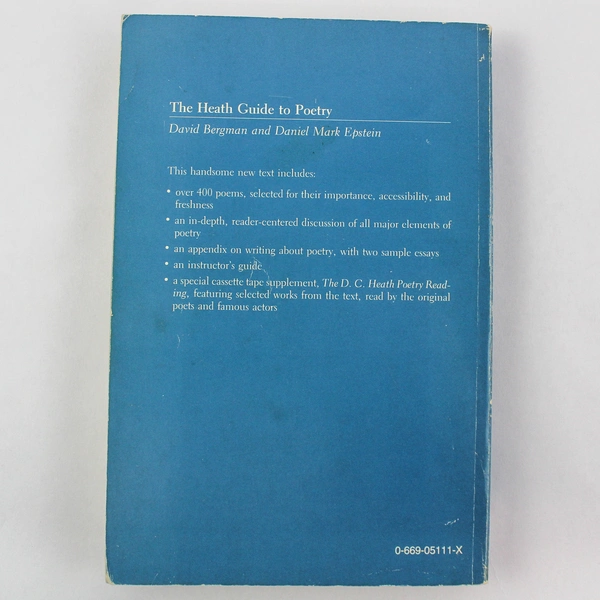 The Heath Guide to Poetry
David Bergman and Daniel Mark Epstein
This handsome new text includes:
• over 400 poems, selected for their importance, accessibility, and
freshness
• an in-depth, reader-centered discussion of all major elements of
poetry
• an appendix on writing about poetry, with two sample essays
• an instructor's guide
• a special cassette tape supplement, The D. C. Heath Poetry Read-
ing, featuring selected works from the text, read by the original
poets and famous actors
0-669-05111-X